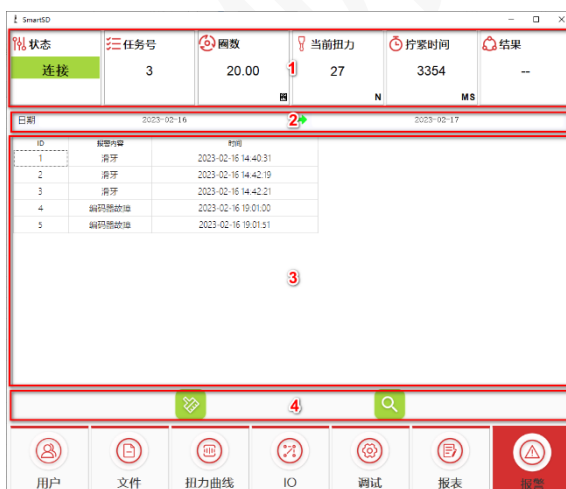 SmartSD
状态 任务号 圈数 当前扭力 拧紧时间 结果
连接 3 20.00 27 3354 --
圈 N MS
1
日期 2023-02-16 2 2023-02-17
ID 报警内容 时间
1 滑牙 2023-02-16 14:40:31
2 滑牙 2023-02-16 14:42:19
3 滑牙 2023-02-16 14:42:21
4 编码器故障 2023-02-16 19:01:00
5 编码器故障 2023-02-16 19:01:51
3
4
用户 文件 扭力曲线 IO 调试 报表 报警